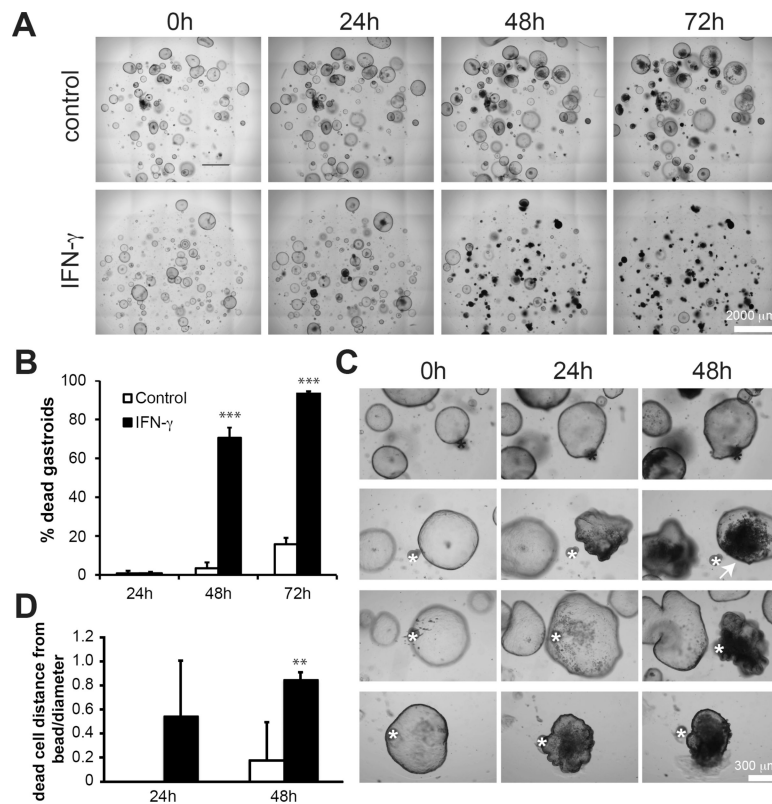 A
0h 24h 48h 72h
control
IFN-γ
2000 μm
B
% dead gastroids
100
80
60
40
20
0
Control
IFN-γ
***
***
24h 48h 72h
C
0h 24h 48h
*
*
*
* * *
* * *
* * *
300 μm
D
dead cell distance from
bead/diameter
1.2
1
0.8
0.6
0.4
0.2
0
**
24h 48h